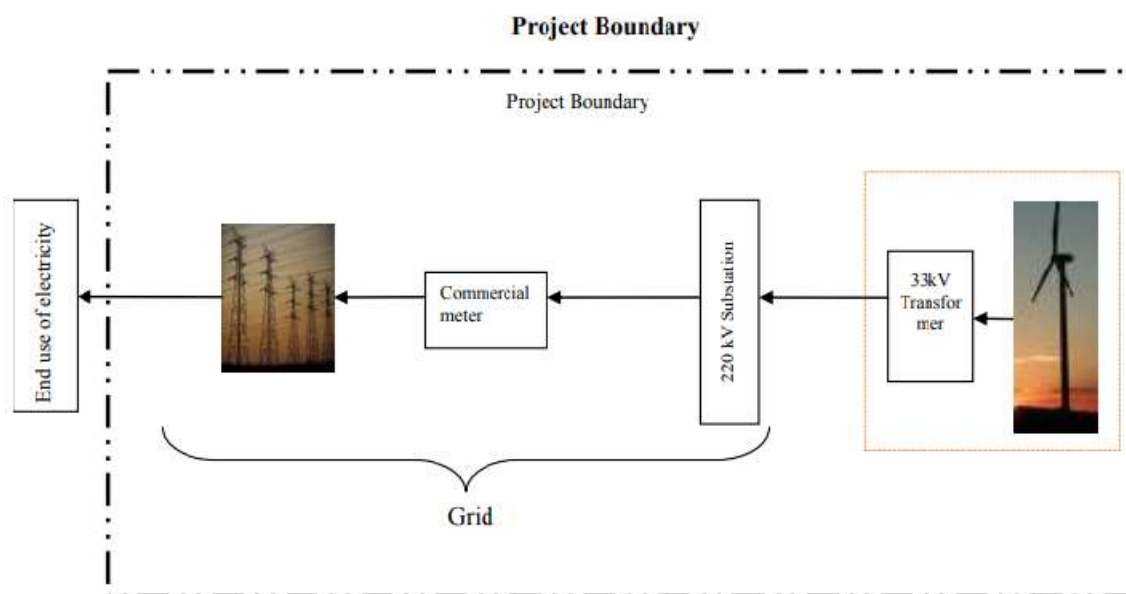 Project Boundary
Project Boundary
End use of electricity
Commercial
meter
220 kV Substation
33kV
Transfor
mer
Grid